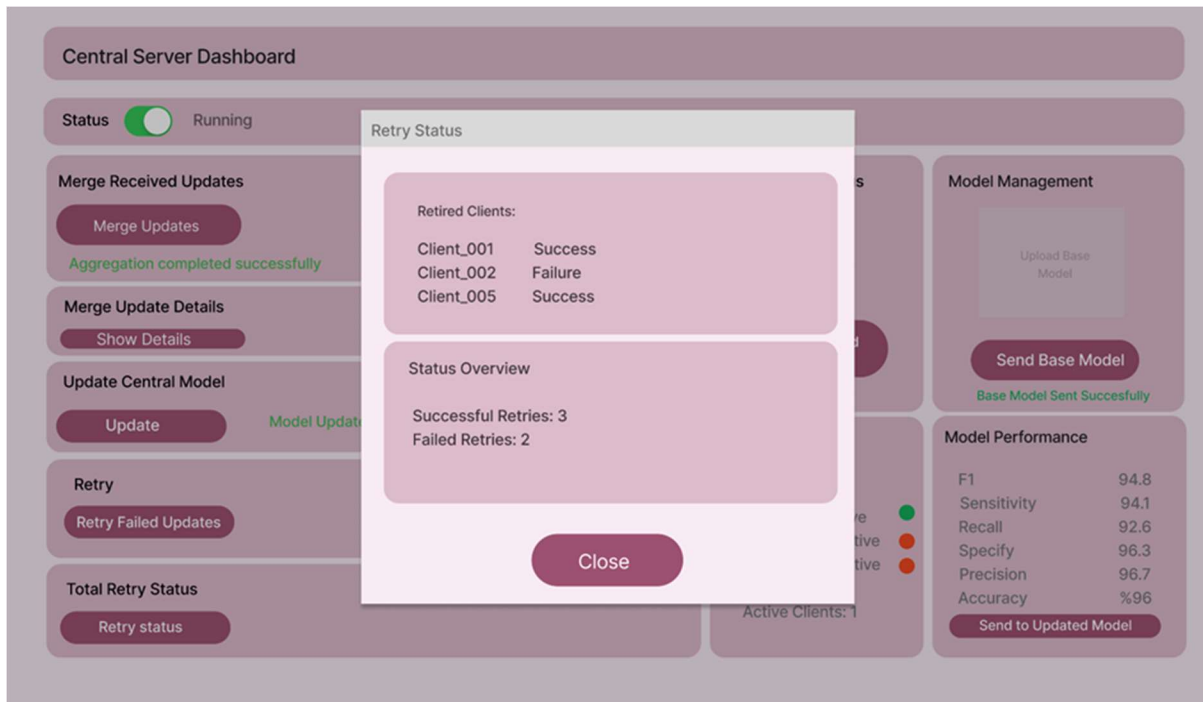 Central Server Dashboard
Status Running
Retry Status
Merge Received Updates
Merge Updates
Aggregation completed successfully
Merge Update Details
Show Details
Update Central Model
Update
Model
Retry
Retry Failed Updates
Total Retry Status
Retry status
Retired Clients:
Client_001 Success
Client_002 Failure
Client_005 Success
Status Overview
Successful Retries: 3
Failed Retries: 2
Close
Active Clients: 1
Model Management
Upload Base
Model
Send Base Model
Base Model Sent Succesfully
Model Performance
F1 94.8
Sensitivity 94.1
Recall 92.6
Specify 96.3
Precision 96.7
Accuracy %96
Send to Updated Model